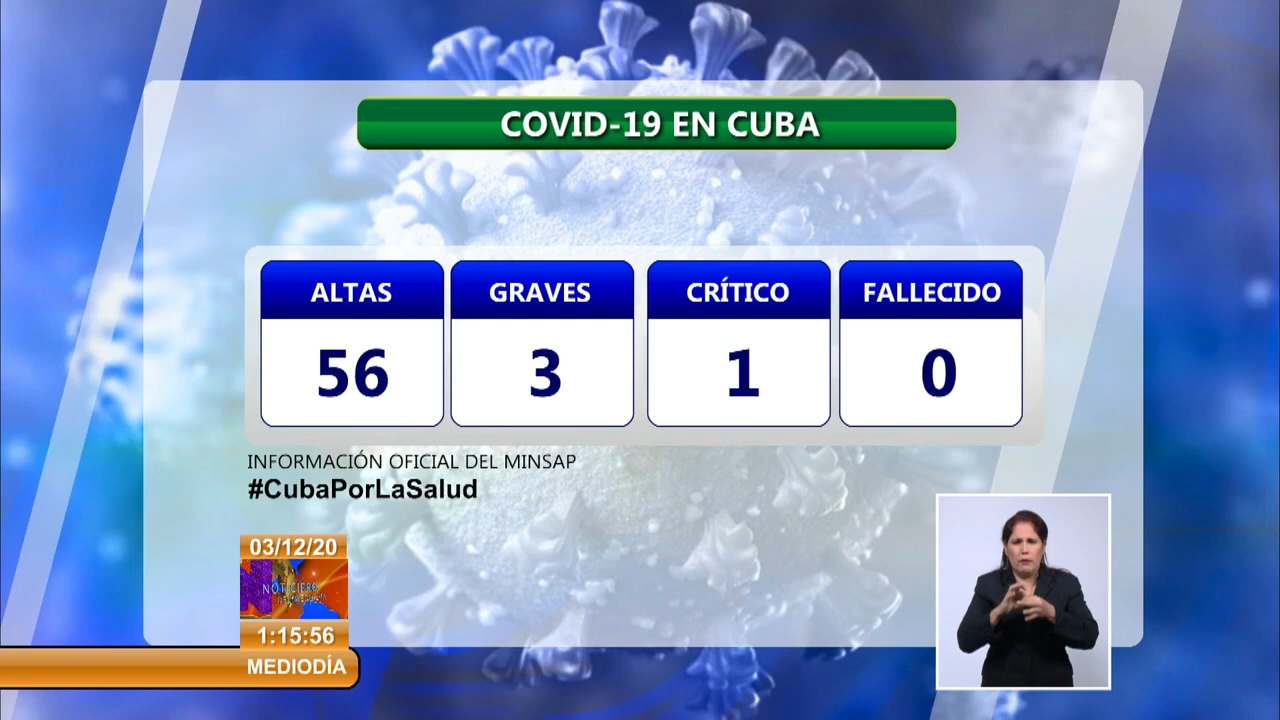 COVID-19 EN CUBA
ALTAS
GRAVES
CRÍTICO
FALLECIDO
56
3
1
0
INFORMACIÓN OFICIAL DEL MINSAP
#CubaPorLaSalud
03/12/20
NOTICIERO
1:15:56
MEDIODÍA